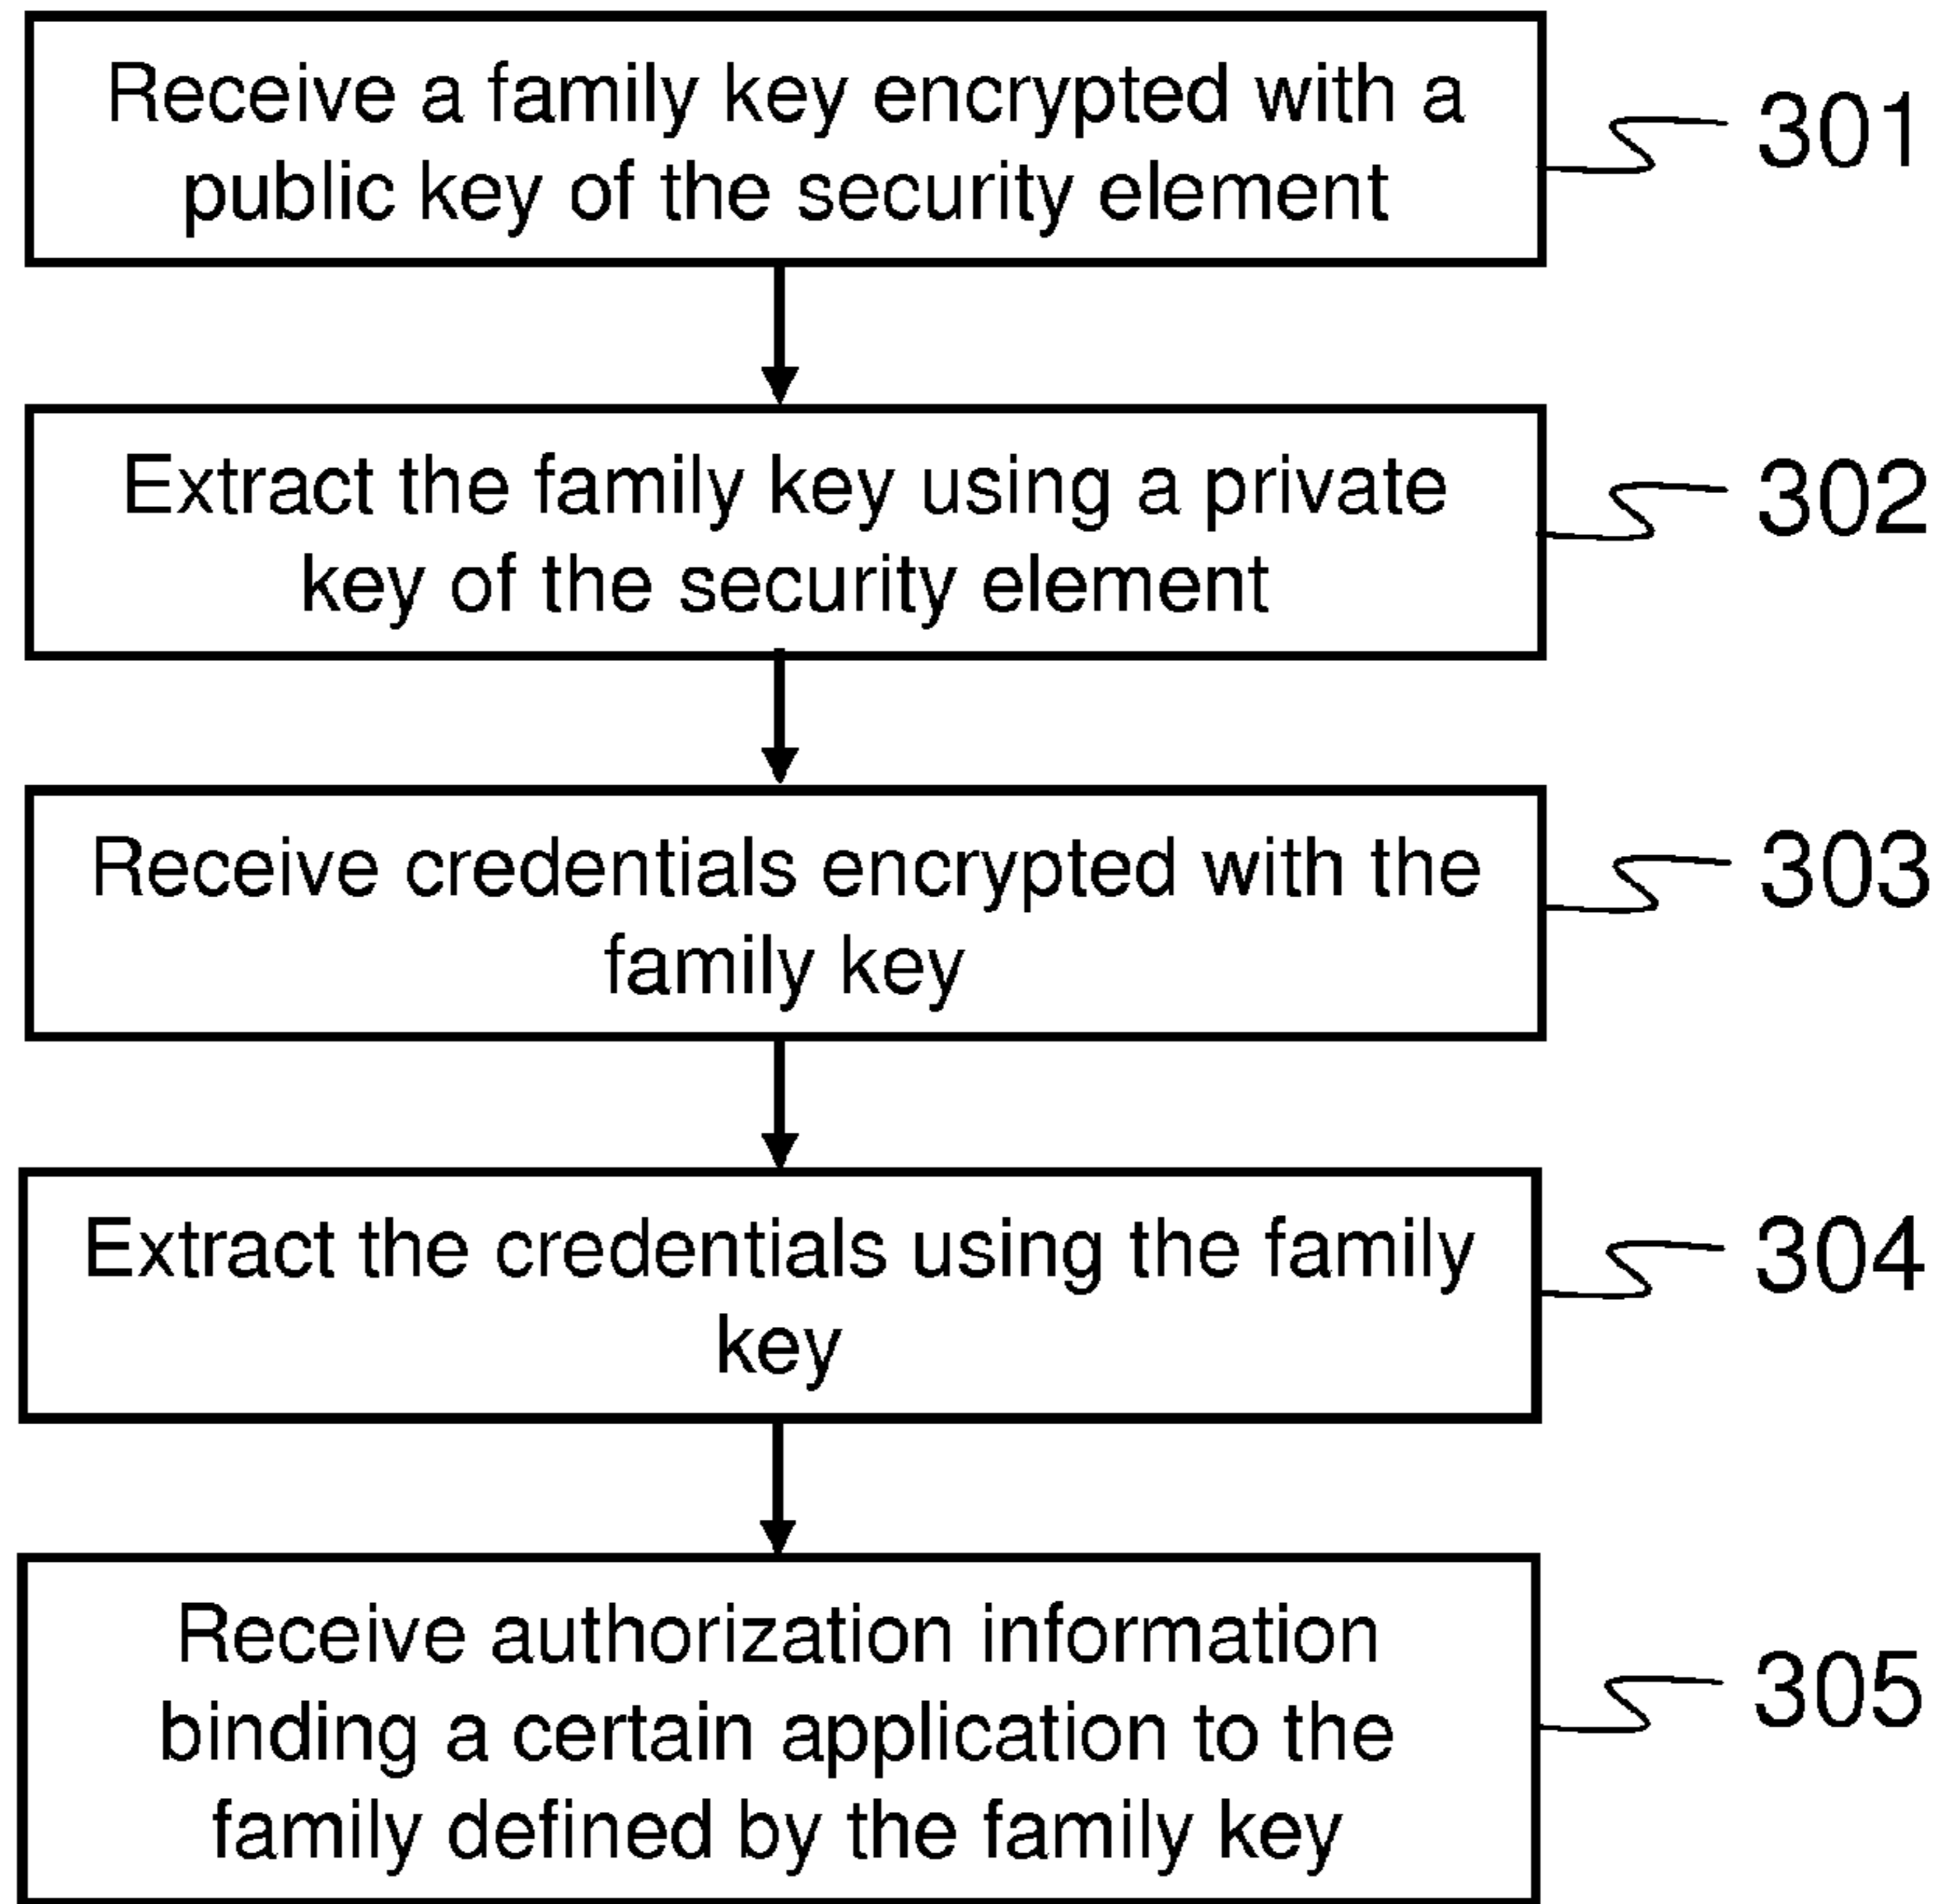 Receive a family key encrypted with a
public key of the security element
301
Extract the family key using a private
key of the security element
302
Receive credentials encrypted with the
family key
303
Extract the credentials using the family
key
304
Receive authorization information
binding a certain application to the
family defined by the family key
305